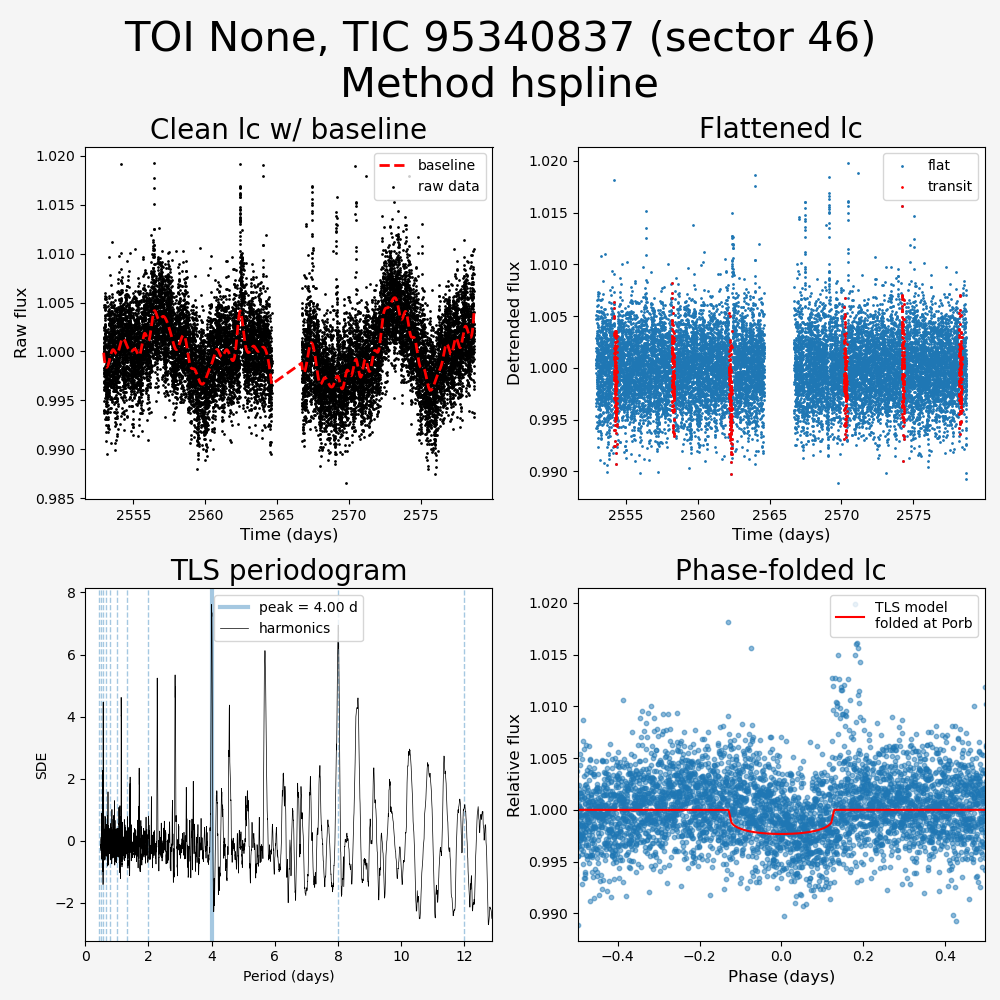 TOI None, TIC 95340837 (sector 46)
Method hspline
Clean lc w/ baseline
Flattened lc
1.020
1.015
1.010
1.005
1.000
0.995
0.990
0.985
Raw flux
baseline
raw data
2555
2560
2565
2570
2575
Time (days)
1.020
1.015
1.010
1.005
1.000
0.995
0.990
Detrended flux
flat
transit
2555
2560
2565
2570
2575
Time (days)
TLS periodogram
Phase-folded lc
8
6
4
2
0
−2
SDE
peak = 4.00 d
harmonics
0
2
4
6
8
10
12
Period (days)
1.020
1.015
1.010
1.005
1.000
0.995
0.990
Relative flux
TLS model
folded at Porb
−0.4
−0.2
0.0
0.2
0.4
Phase (days)